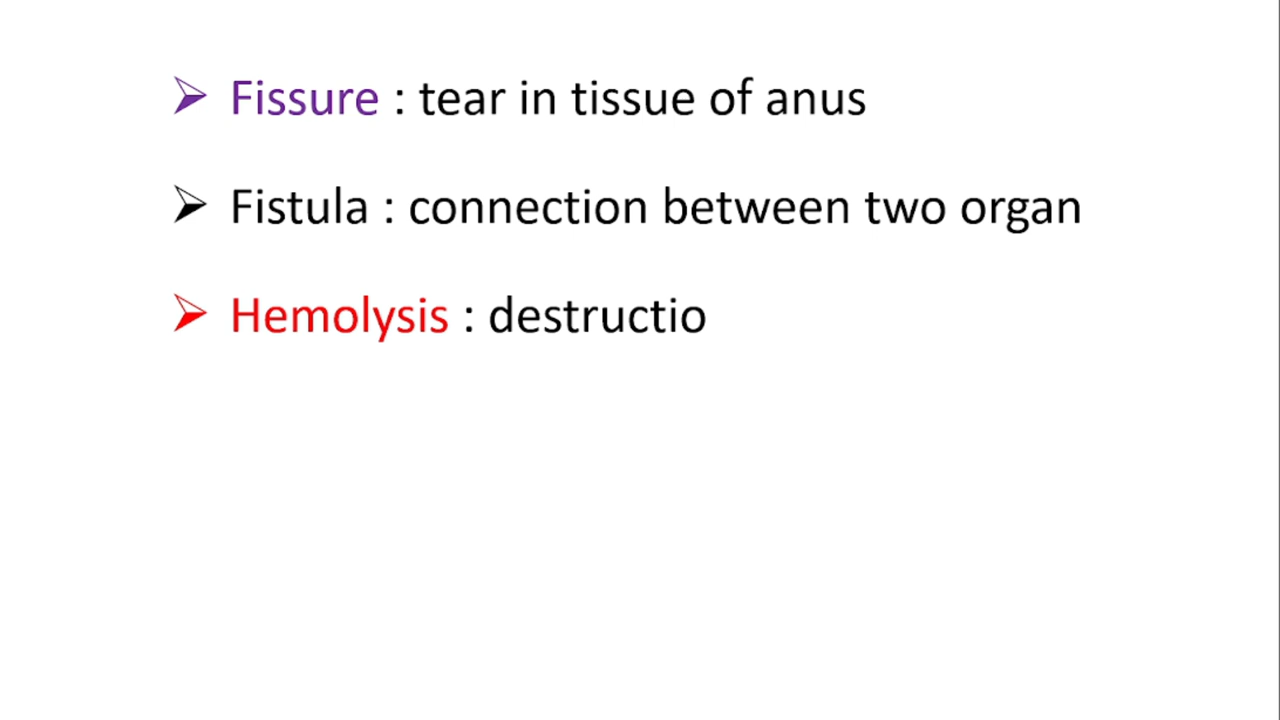 Fissure : tear in tissue of anus
Fistula : connection between two organ
Hemolysis : destructio